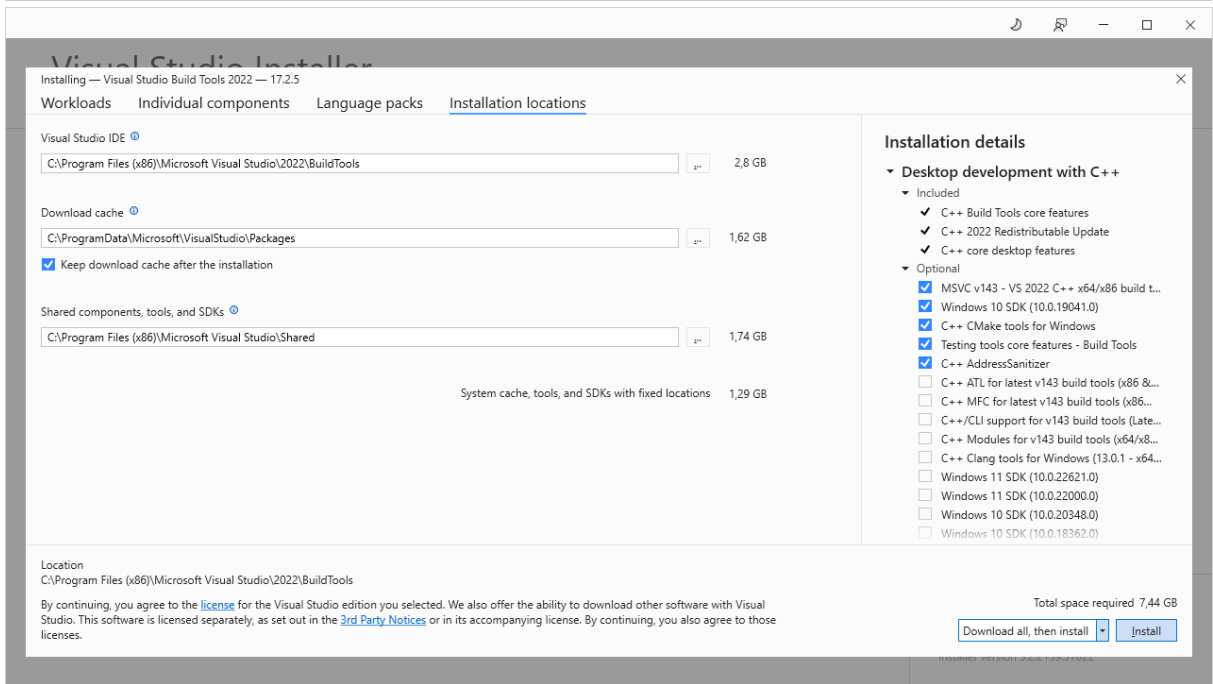 Visual Studio Installer
Installing — Visual Studio Build Tools 2022 — 17.2.5
Workloads Individual components Language packs Installation locations
Visual Studio IDE
C:\Program Files (x86)\Microsoft Visual Studio\2022\BuildTools
...
2,8 GB
Download cache
C:\ProgramData\Microsoft\VisualStudio\Packages
...
1,62 GB
Keep download cache after the installation
Shared components, tools, and SDKs
C:\Program Files (x86)\Microsoft Visual Studio\Shared
...
1,74 GB
System cache, tools, and SDKs with fixed locations 1,29 GB
Installation details
Desktop development with C++
Included
C++ Build Tools core features
C++ 2022 Redistributable Update
C++ core desktop features
Optional
MSVC v143 - VS 2022 C++ x64/x86 build t...
Windows 10 SDK (10.0.19041.0)
C++ CMake tools for Windows
Testing tools core features - Build Tools
C++ AddressSanitizer
C++ ATL for latest v143 build tools (x86 &...
C++ MFC for latest v143 build tools (x86...
C++/CLI support for v143 build tools (Late...
C++ Modules for v143 build tools (x64/x8...
C++ Clang tools for Windows (13.0.1 - x64...
Windows 11 SDK (10.0.22621.0)
Windows 11 SDK (10.0.22000.0)
Windows 10 SDK (10.0.20348.0)
Windows 10 SDK (10.0.18362.0)
Location
C:\Program Files (x86)\Microsoft Visual Studio\2022\BuildTools
By continuing, you agree to the license for the Visual Studio edition you selected. We also offer the ability to download other software with Visual
Studio. This software is licensed separately, as set out in the 3rd Party Notices or in its accompanying license. By continuing, you also agree to those
licenses.
Total space required 7,44 GB
Download all, then install
Install